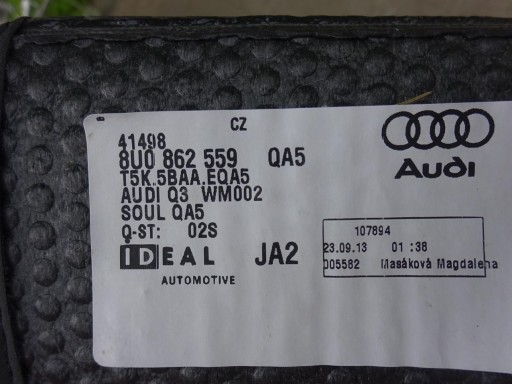 CZ
41498
8U0 862 559 QA5
T5K.5BAA.EQA5
AUDI Q3 WM002
SOUL QA5
Q-ST: 02S
IDEAL JA2
AUTOMOTIVE
Audi
107894
23.09.13 01:38
005582 Masáková Magdalena